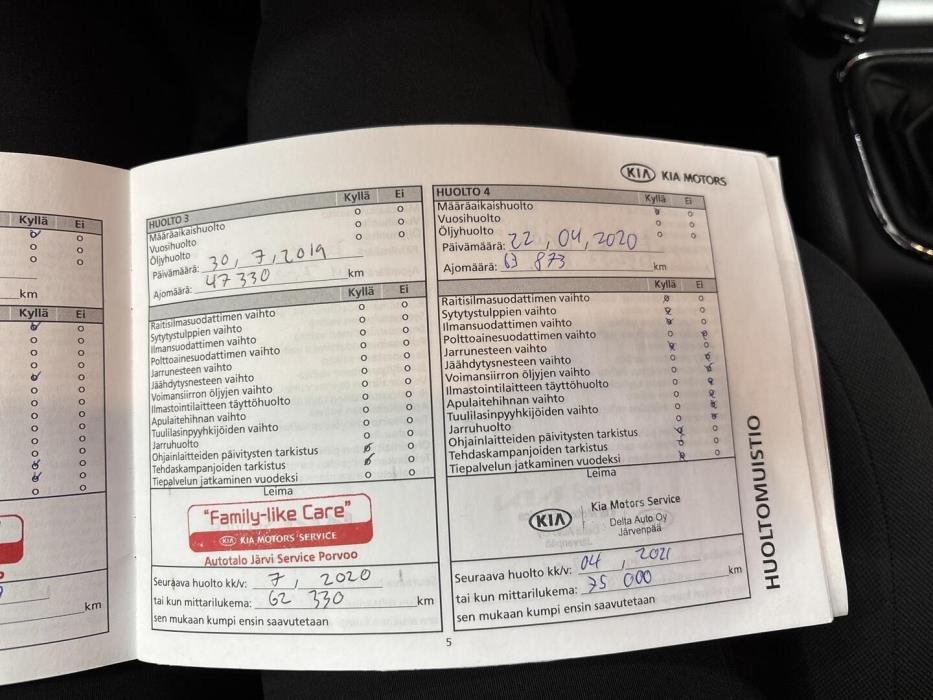 Kyllä Ei
km
Kyllä Ei
km
HUOLTO 3 Kyllä Ei
Määräaikaishuolto
Vuosihuolto
Öljyhuolto
Päivämäärä: 30, 7, 2019
Ajomäärä: 47330 km
Kyllä Ei
Raitisilmasuodattimen vaihto
Sytytystulppien vaihto
Ilmansuodattimen vaihto
Polttoainesuodattimen vaihto
Jarrunesteen vaihto
Jäähdytysnesteen vaihto
Voimansiirron öljyjen vaihto
Ilmastointilaitteen täyttöhuolto
Apulaitehihnan vaihto
Tuulilasinpyyhkijöiden vaihto
Jarruhuolto
Ohjainlaitteiden päivitysten tarkistus
Tehdaskampanjoiden tarkistus
Tiepalvelun jatkaminen vuodeksi
Leima
"Family-like Care"
KIA KIA MOTORS SERVICE
Autotalo Järvi Service Porvoo
Seuraava huolto kk/v: 7, 2020
tai kun mittarilukema: 62 330 km
sen mukaan kumpi ensin saavutetaan
KIA KIA MOTORS
HUOLTO 4 Kyllä Ei
Määräaikaishuolto
Vuosihuolto
Öljyhuolto
Päivämäärä: 22, 04, 2020
Ajomäärä: 63 873 km
Kyllä Ei
Raitisilmasuodattimen vaihto
Sytytystulppien vaihto
Ilmansuodattimen vaihto
Polttoainesuodattimen vaihto
Jarrunesteen vaihto
Jäähdytysnesteen vaihto
Voimansiirron öljyjen vaihto
Ilmastointilaitteen täyttöhuolto
Apulaitehihnan vaihto
Tuulilasinpyyhkijöiden vaihto
Jarruhuolto
Ohjainlaitteiden päivitysten tarkistus
Tehdaskampanjoiden tarkistus
Tiepalvelun jatkaminen vuodeksi
Leima
KIA Kia Motors Service
Delta Auto Oy
Järvenpää
Seuraava huolto kk/v: 04, 2021
tai kun mittarilukema: 75 000 km
sen mukaan kumpi ensin saavutetaan
HUOLTOMUISTIO
5